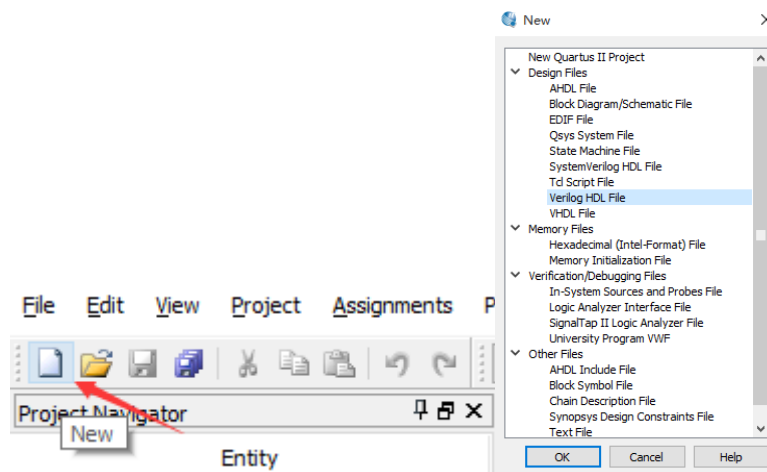 File Edit View Project Assignments P
Project Navigator
New
Entity
New
New Quartus II Project
Design Files
AHDL File
Block Diagram/Schematic File
EDIF File
Qsys System File
State Machine File
SystemVerilog HDL File
Tcl Script File
Verilog HDL File
VHDL File
Memory Files
Hexadecimal (Intel-Format) File
Memory Initialization File
Verification/Debugging Files
In-System Sources and Probes File
Logic Analyzer Interface File
SignalTap II Logic Analyzer File
University Program VWF
Other Files
AHDL Include File
Block Symbol File
Chain Description File
Synopsys Design Constraints File
Text File
OK Cancel Help